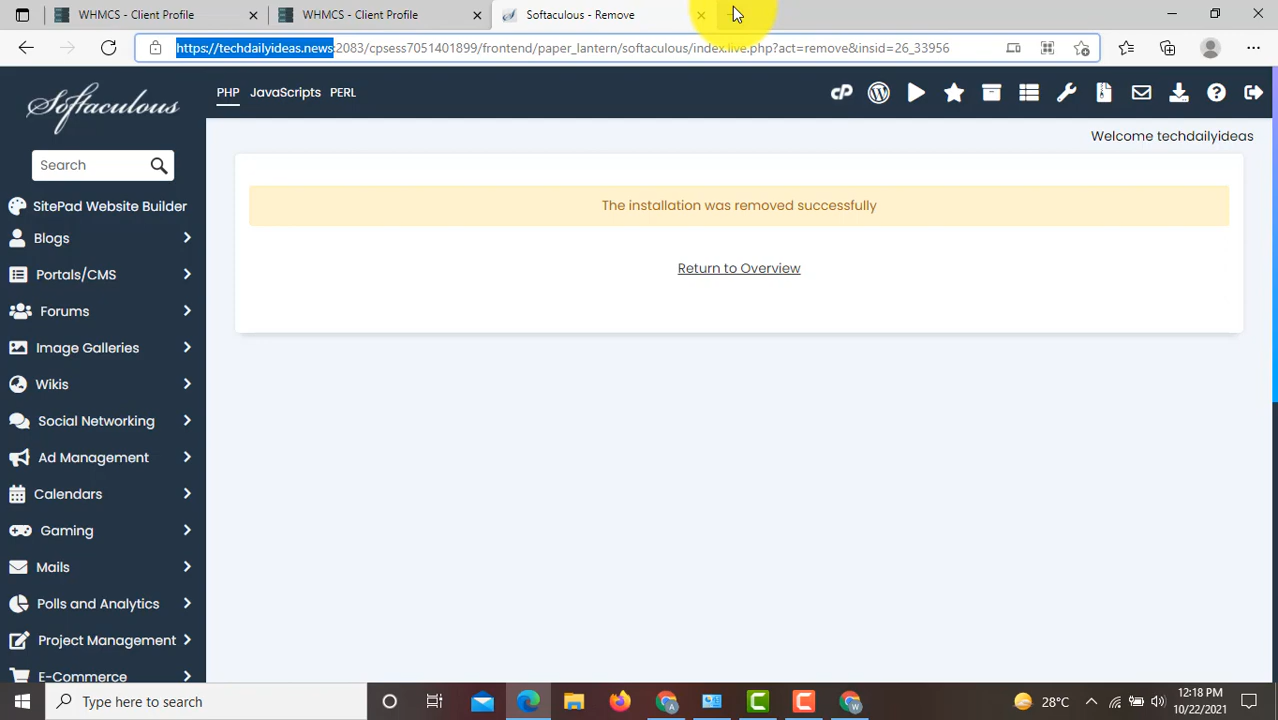 WHMCS - Client Profile
WHMCS - Client Profile
Softaculous - Remove
https://techdailyideas.news:2083/cpsess7051401899/frontend/paper_lantern/softaculous/index.live.php?act=remove&insid=26_33956
Softaculous
PHP JavaScripts PERL
cP
Welcome techdailyideas
Search
SitePad Website Builder
Blogs
Portals/CMS
Forums
Image Galleries
Wikis
Social Networking
Ad Management
Calendars
Gaming
Mails
Polls and Analytics
Project Management
E-Commerce
The installation was removed successfully
Return to Overview
Type here to search
28°C
12:18 PM
10/22/2021